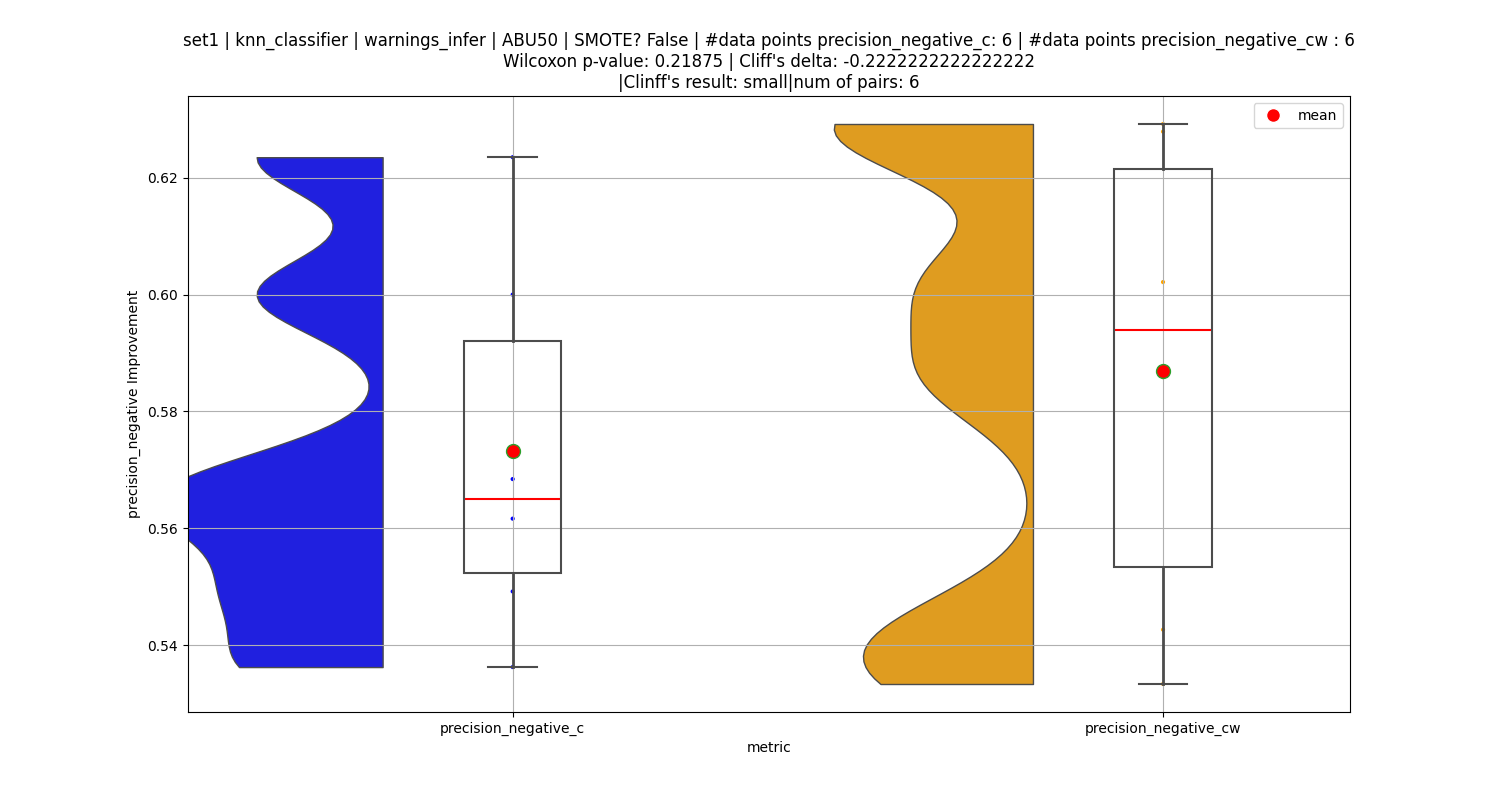 set1 | knn_classifier | warnings_infer | ABU50 | SMOTE? False | #data points precision_negative_c: 6 | #data points precision_negative_cw : 6
Wilcoxon p-value: 0.21875 | Cliff's delta: -0.2222222222222222
|Clinff's result: small|num of pairs: 6
mean
precision_negative Improvement
0.62
0.60
0.58
0.56
0.54
precision_negative_c
precision_negative_cw
metric